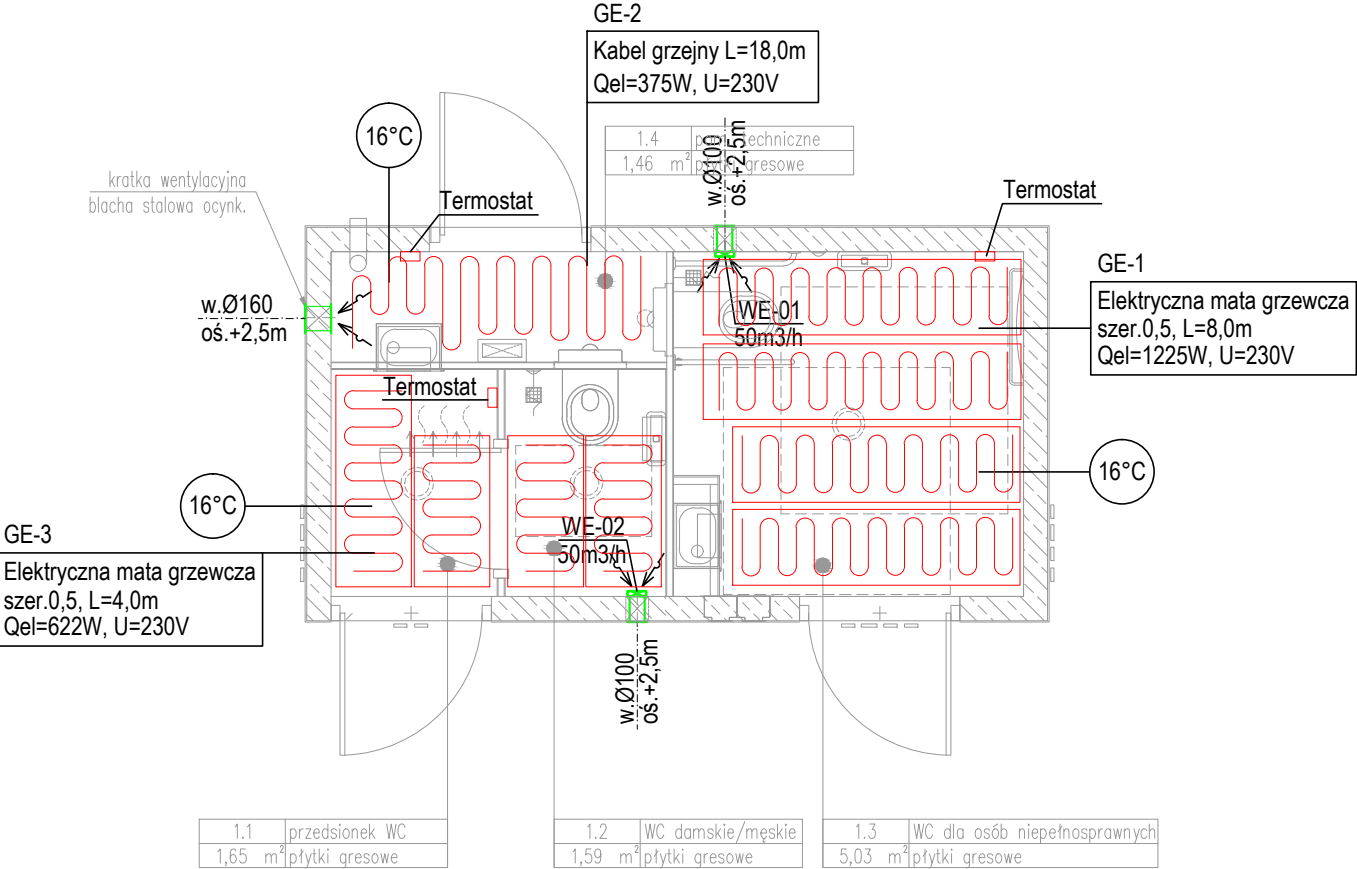 GE-2
Kabel grzejny L=18,0m
Qel=375W, U=230V
16°C
1.4 techniczne
1,46 m² płytki gresowe
w.Ø100
oś.+2,5m
kratka wentylacyjna
blacha stalowa ocynk.
Termostat
Termostat
GE-1
Elektryczna mata grzewcza
szer.0,5, L=8,0m
Qel=1225W, U=230V
w.Ø160
oś.+2,5m
WE-01
50m3/h
Termostat
16°C
16°C
GE-3
Elektryczna mata grzewcza
szer.0,5, L=4,0m
Qel=622W, U=230V
WE-02
50m3/h
w.Ø100
oś.+2,5m
1.1 przedsionek WC
1,65 m² płytki gresowe
1.2 WC damskie/męskie
1,59 m² płytki gresowe
1.3 WC dla osób niepełnosprawnych
5,03 m² płytki gresowe